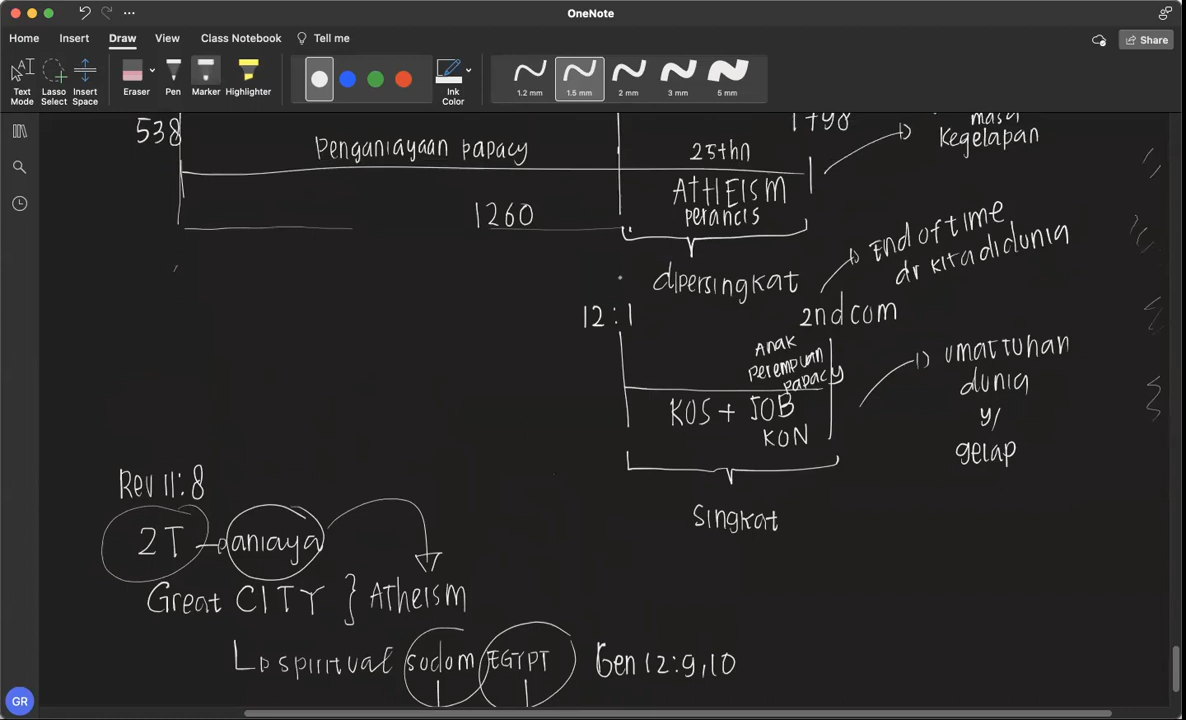 OneNote
Home Insert Draw View Class Notebook Tell me
Share
Text Mode
Lasso Select
Insert Space
Eraser
Pen
Marker
Highlighter
Ink Color
1.2 mm
1.5 mm
2 mm
3 mm
5 mm
538
Penganiayaan papacy
25thn
1798
masa
Kegelapan
1260
ATHEISM
perancis
dipersingkat
End of time
dr kita di dunia
12:1
2nd com
Anak
perempuan
papacy
KOS + JOB
KON
1) umat tuhan
dunia
y/
gelap
singkat
Rev 11:8
2T aniaya
Great CITY } Atheism
spiritual sodom EGYPT Gen 12:9,10
GR